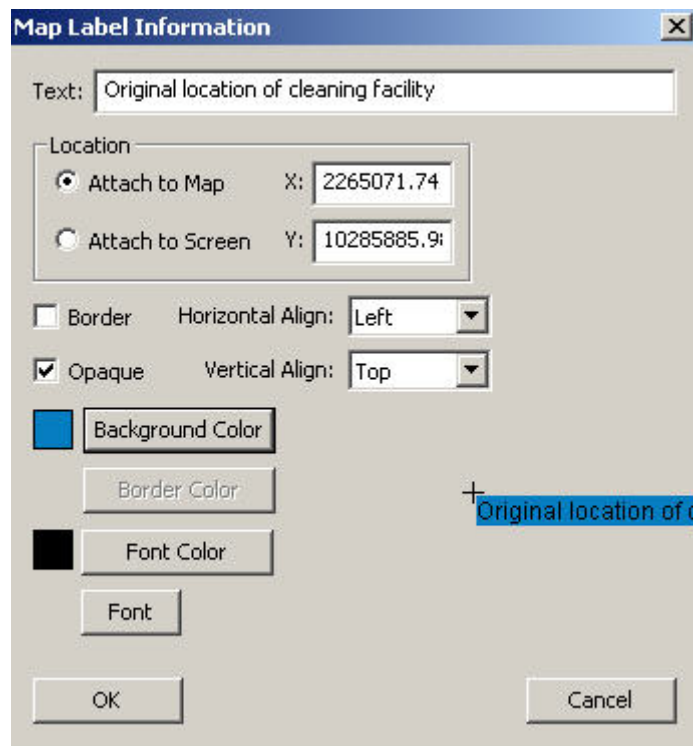 Map Label Information
Text: Original location of cleaning facility
Location
Attach to Map X: 2265071.74
Attach to Screen Y: 10285885.9
Border Horizontal Align: Left
Opaque Vertical Align: Top
Background Color
Border Color
Original location of
Font Color
Font
OK Cancel